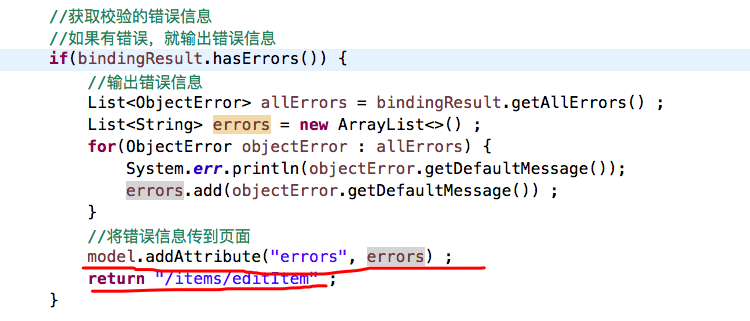 //获取校验的错误信息
//如果有错误，就输出错误信息
if(bindingResult.hasErrors()) {
//输出错误信息
List<ObjectError> allErrors = bindingResult.getAllErrors() ;
List<String> errors = new ArrayList<>() ;
for(ObjectError objectError : allErrors) {
System.err.println(objectError.getDefaultMessage());
errors.add(objectError.getDefaultMessage()) ;
}
//将错误信息传到页面
model.addAttribute("errors", errors) ;
return "/items/editItem" ;
}